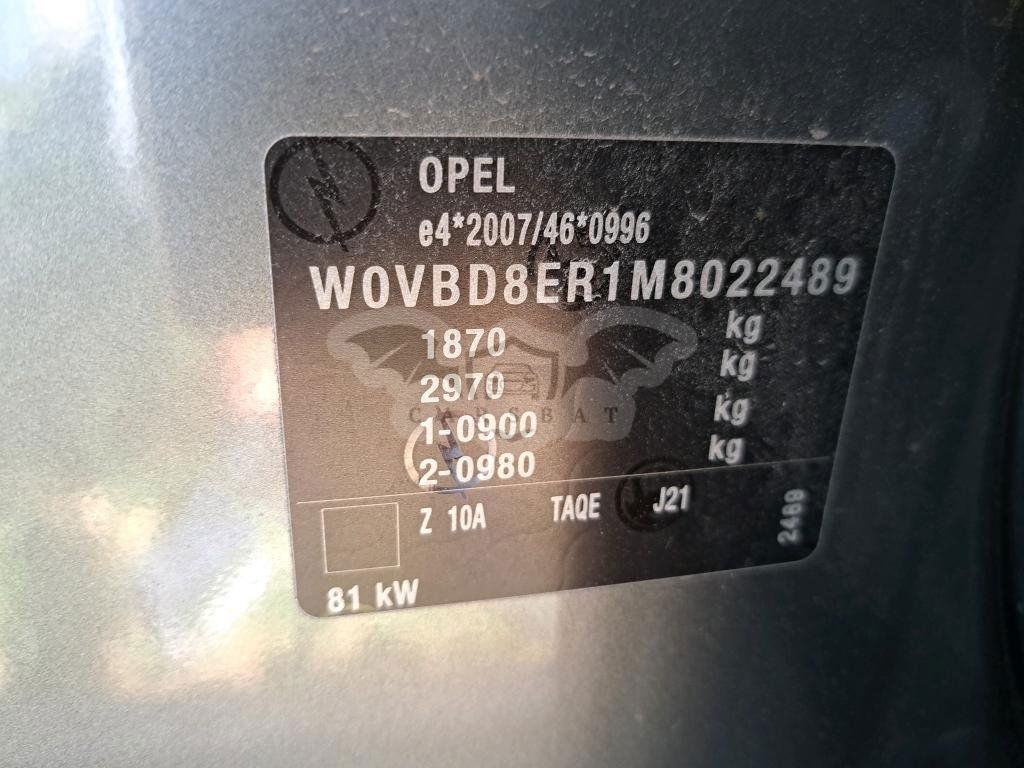 OPEL
e4*2007/46*0996
W0VBD8ER1M8022489
1870 kg
2970 kg
1-0900 kg
2-0980 kg
CARSBAT
Z 10A TAQE J21
2489
81 kW